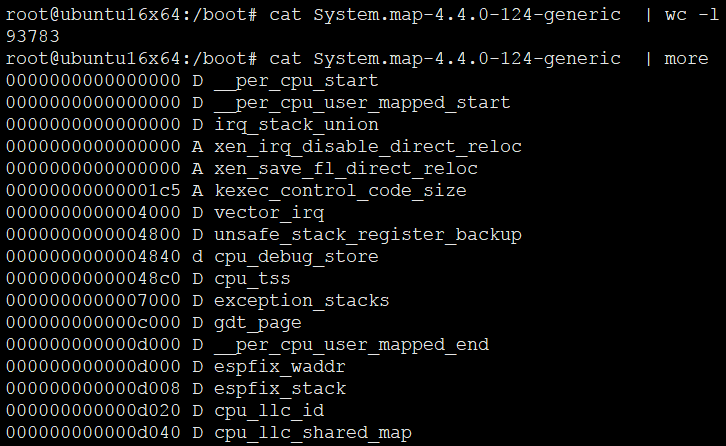 root@ubuntu16x64:/boot# cat System.map-4.4.0-124-generic  | wc -l
93783
root@ubuntu16x64:/boot# cat System.map-4.4.0-124-generic  | more
0000000000000000 D __per_cpu_start
0000000000000000 D __per_cpu_user_mapped_start
0000000000000000 D irq_stack_union
0000000000000000 A xen_irq_disable_direct_reloc
0000000000000000 A xen_save_fl_direct_reloc
00000000000001c5 A kexec_control_code_size
0000000000004000 D vector_irq
0000000000004800 D unsafe_stack_register_backup
0000000000004840 d cpu_debug_store
00000000000048c0 D cpu_tss
0000000000007000 D exception_stacks
000000000000c000 D gdt_page
000000000000d000 D __per_cpu_user_mapped_end
000000000000d000 D espfix_waddr
000000000000d008 D espfix_stack
000000000000d020 D cpu_llc_id
000000000000d040 D cpu_llc_shared_map